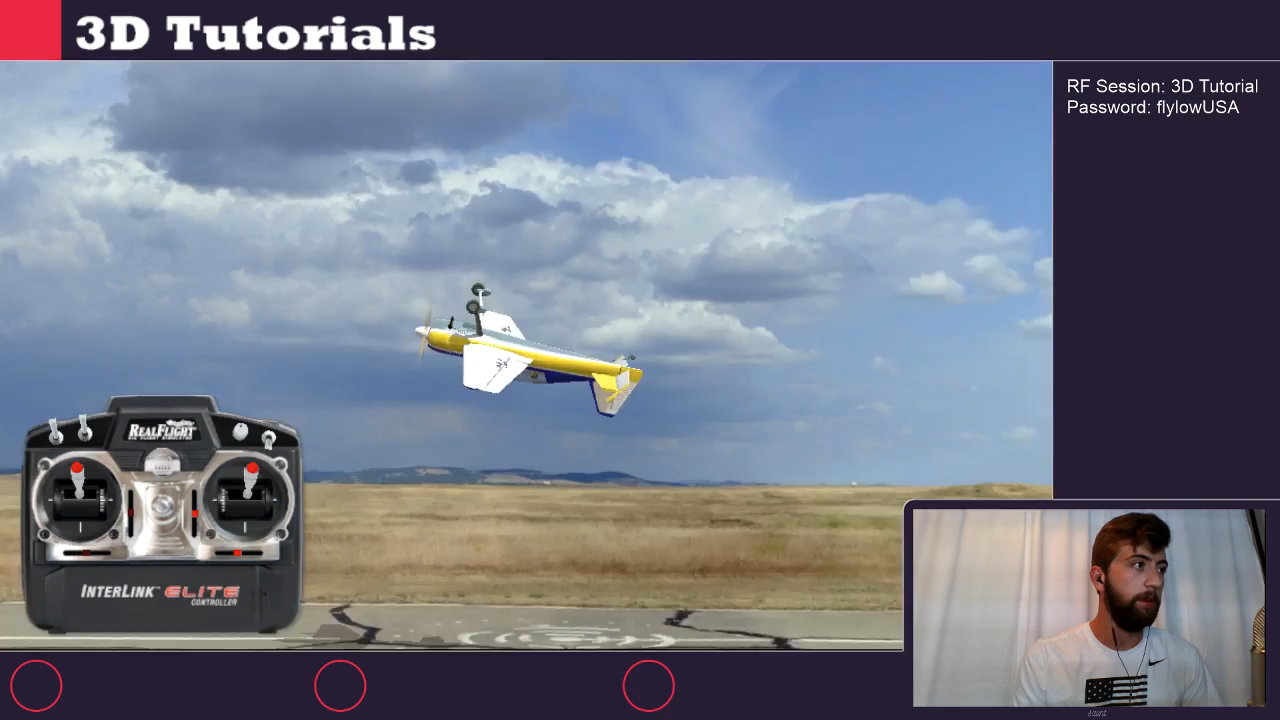 3D Tutorials
RF Session: 3D Tutorial
Password: flylowUSA
REALFLIGHT
INTERLINK ELITE
CONTROLLER